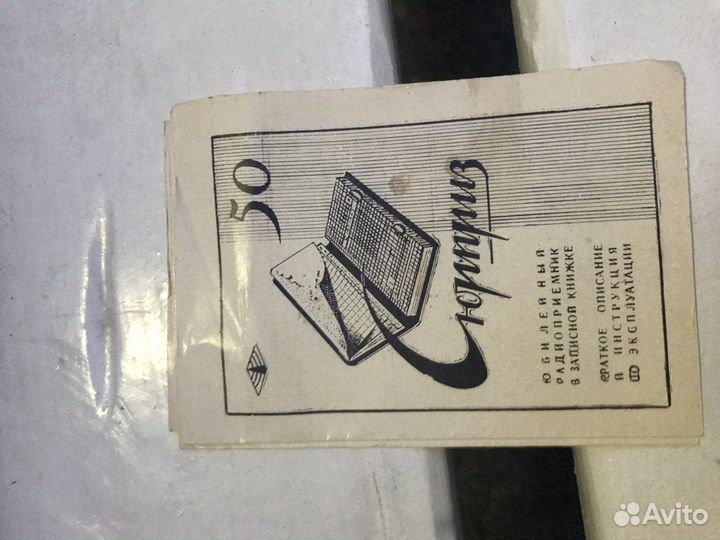 50
Сюрприз
ЮБИЛЕЙНЫЙ
РАДИОПРИЕМНИК
В ЗАПИСНОЙ КНИЖКЕ
КРАТКОЕ ОПИСАНИЕ
И ИНСТРУКЦИЯ
ПО ЭКСПЛУАТАЦИИ
Avito